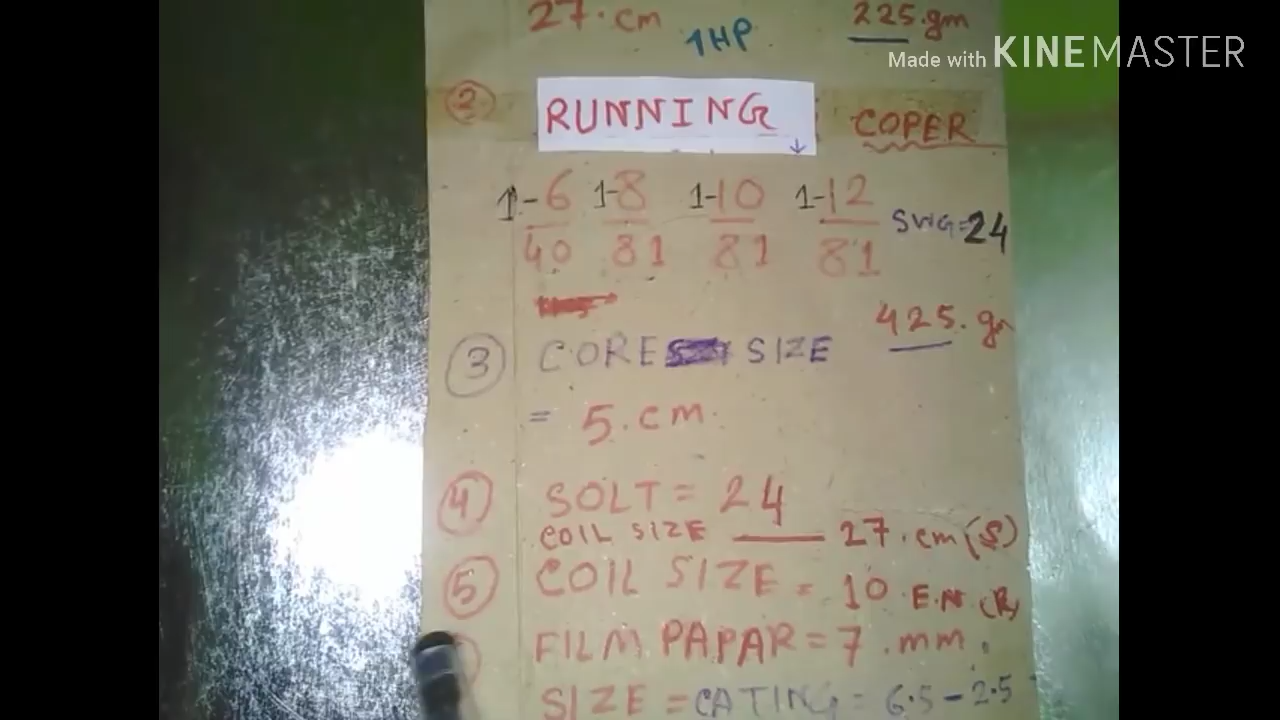 27.cm 225.gm
1HP
Made with KINEMASTER
② RUNNING : COPER
1-6 1-8 1-10 1-12 SWG=24
40 81 81 81
425.gm
③ CORE SIZE
= 5.cm.
④ SOLT = 24
COIL SIZE — 27.cm(S)
⑤ COIL SIZE = 10 E.N (R)
FILM PAPAR = 7.mm.
SIZE = CATING = 6.5-2.5